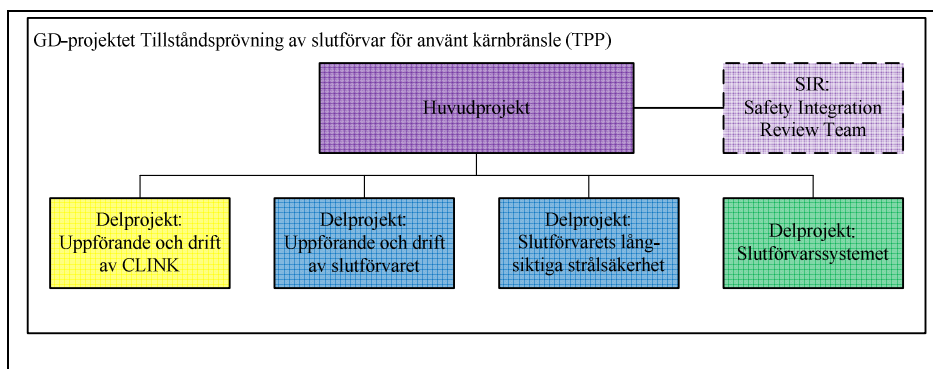 GD-projektet Tillståndsprövning av slutförvar för använt kärnbränsle (TPP)
Huvudprojekt
SIR:
Safety Integration
Review Team
Delprojekt:
Uppförande och drift
av CLINK
Delprojekt:
Uppförande och drift
av slutförvaret
Delprojekt:
Slutförvarets lång-
siktiga strålsäkerhet
Delprojekt:
Slutförvarssystemet